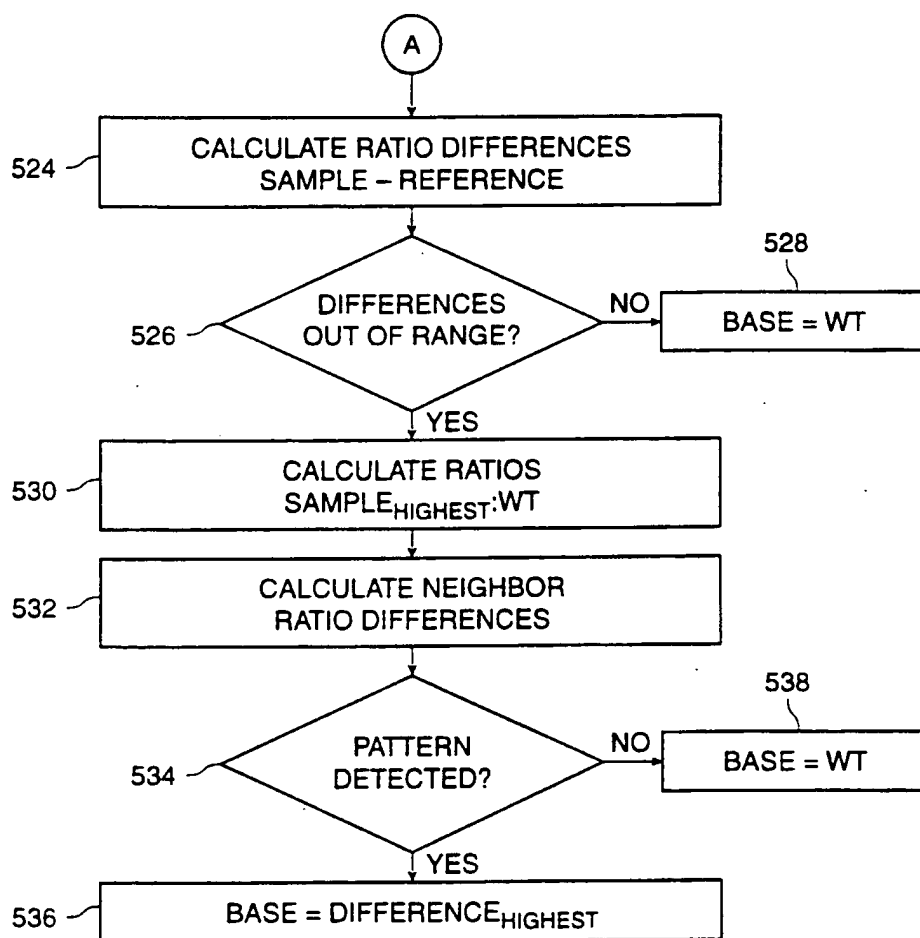 A
524
CALCULATE RATIO DIFFERENCES
SAMPLE – REFERENCE
526
DIFFERENCES
OUT OF RANGE?
NO
528
BASE = WT
YES
530
CALCULATE RATIOS
SAMPLEHIGHEST:WT
532
CALCULATE NEIGHBOR
RATIO DIFFERENCES
534
PATTERN
DETECTED?
NO
538
BASE = WT
YES
536
BASE = DIFFERENCEHIGHEST